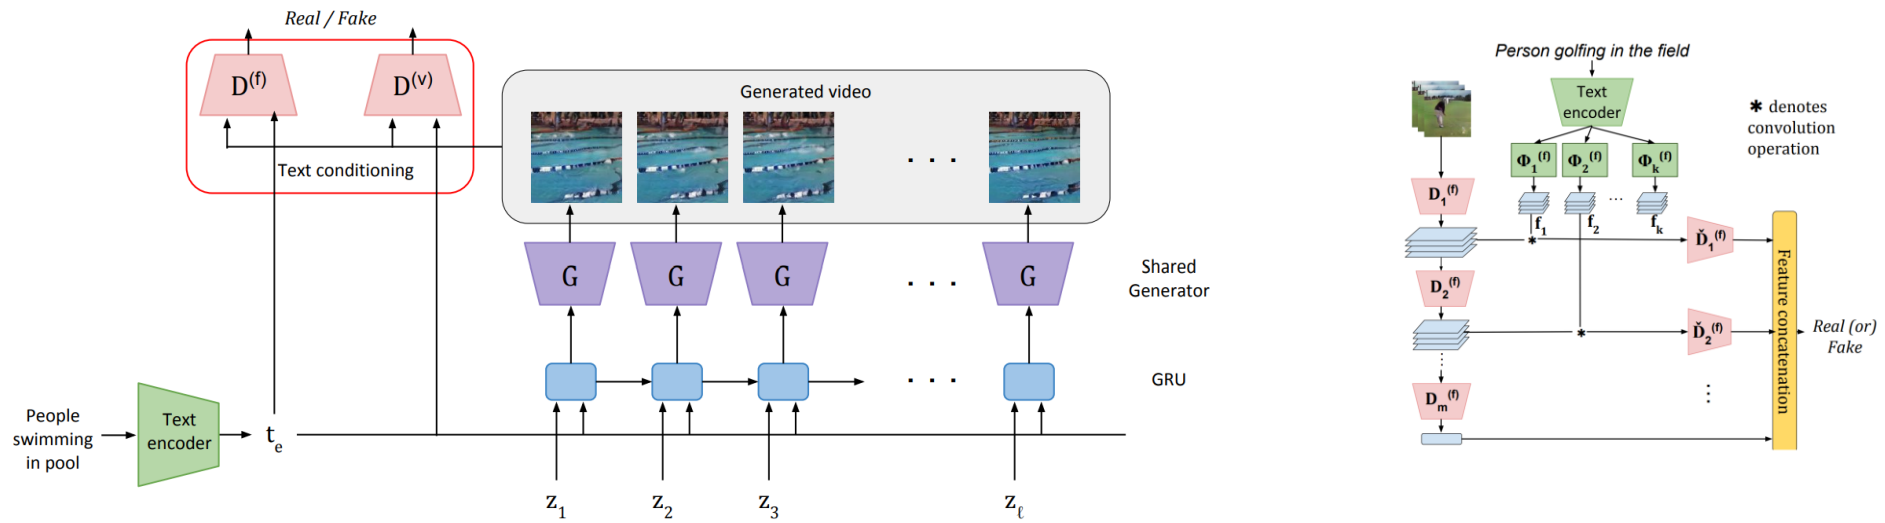 Real / Fake
D(f)
D(v)
Text conditioning
Generated video
. . .
G
G
G
. . .
G
Shared
Generator
. . .
GRU
People
swimming
in pool
Text
encoder
te
z1
z2
z3
zℓ
Person golfing in the field
Text
encoder
* denotes
convolution
operation
Φ1(f)
Φ2(f)
Φk(f)
...
f1
f2
fk
D1(f)
*
Ď1(f)
D2(f)
*
Ď2(f)
Dm(f)
Feature concatenation
Real (or)
Fake